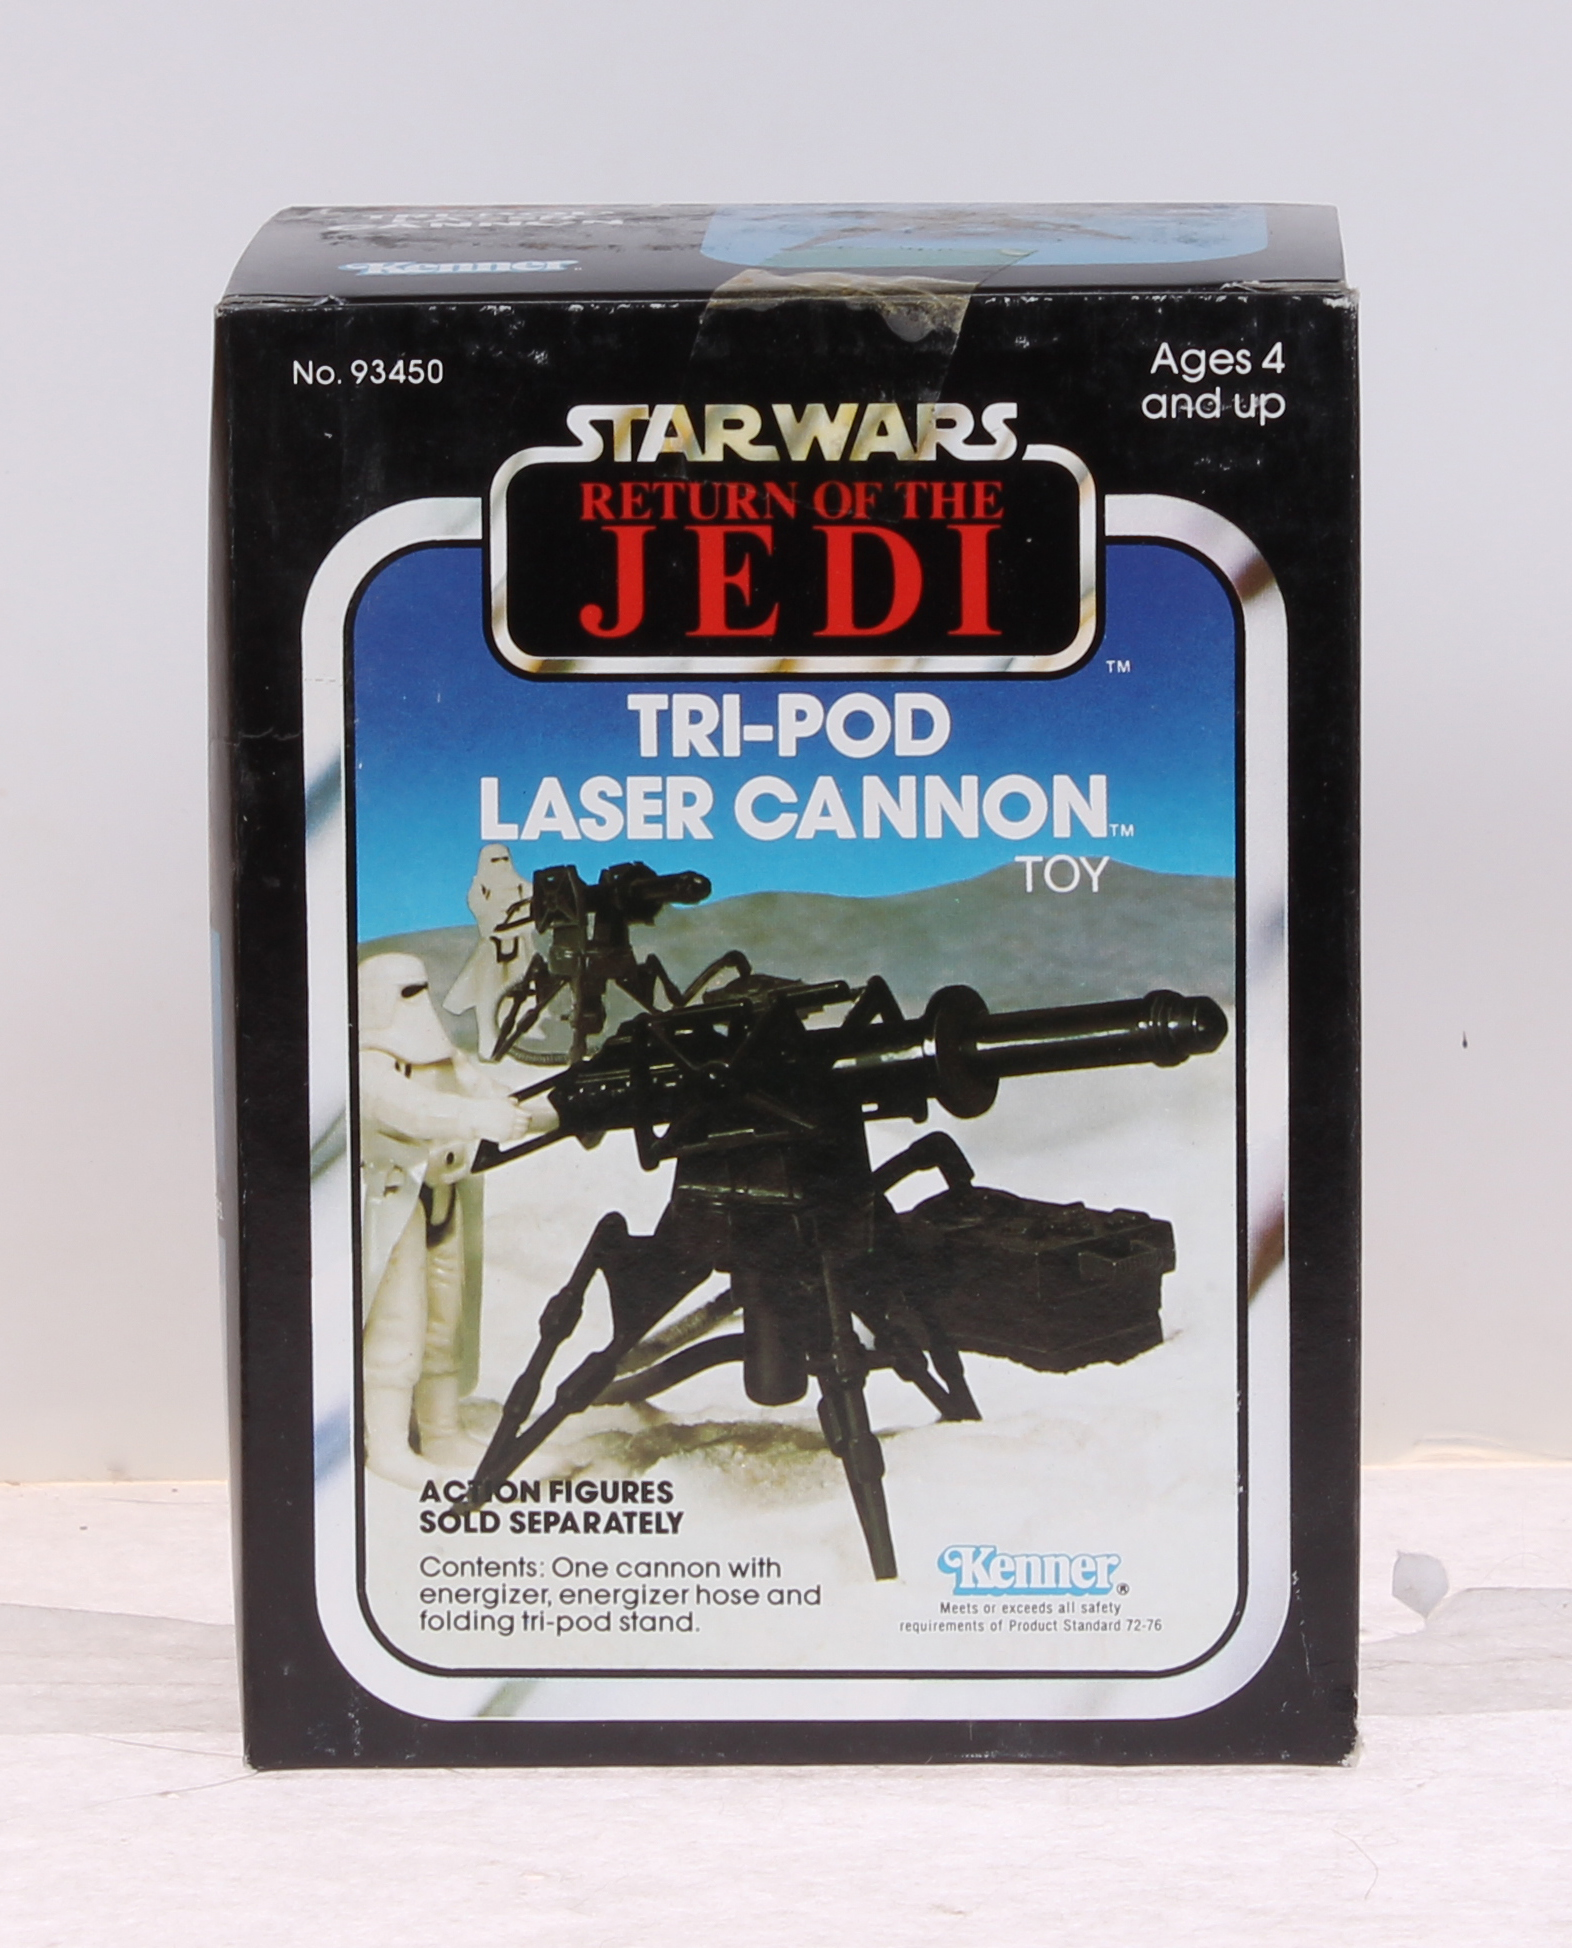 CANNON
Kenner
No. 93450
Ages 4
and up
STAR WARS
RETURN OF THE
JEDI
TM
TRI-POD
LASER CANNON TM
TOY
ACTION FIGURES
SOLD SEPARATELY
Contents: One cannon with
energizer, energizer hose and
folding tri-pod stand.
Kenner®
Meets or exceeds all safety
requirements of Product Standard 72-76